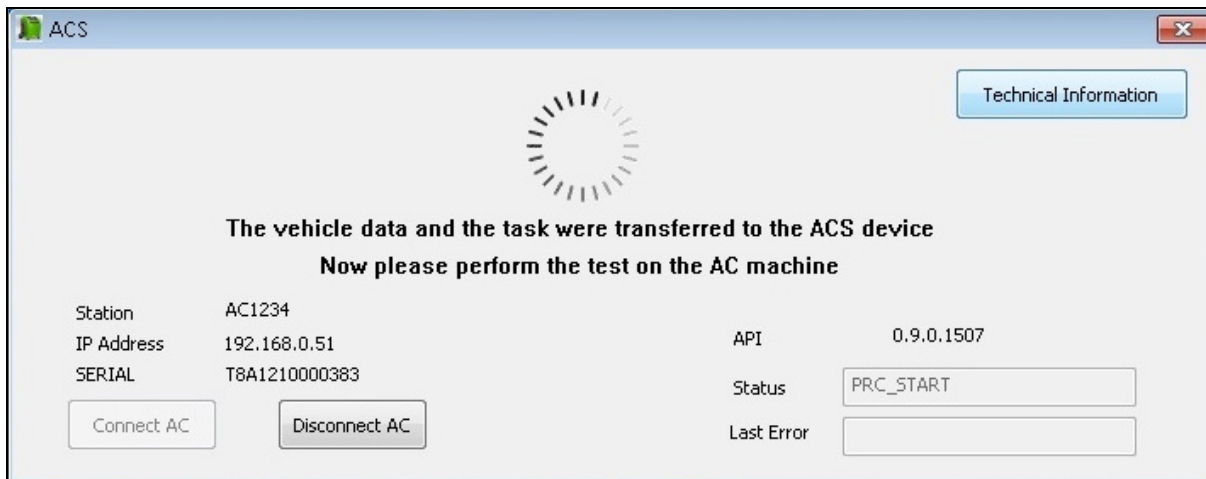 ACS
Technical Information
The vehicle data and the task were transferred to the ACS device
Now please perform the test on the AC machine
Station AC1234
IP Address 192.168.0.51
SERIAL T8A1210000383
API 0.9.0.1507
Status PRC_START
Last Error
Connect AC
Disconnect AC